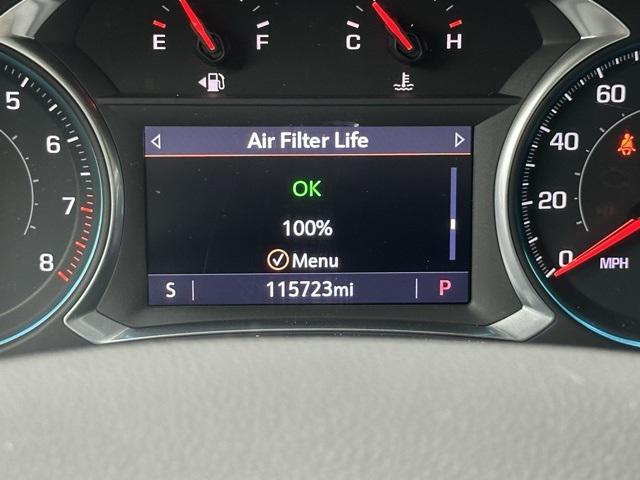 E F C H
5 60
6 Air Filter Life 40
OK
7 100% 20
8 Menu 0
S 115723mi P MPH